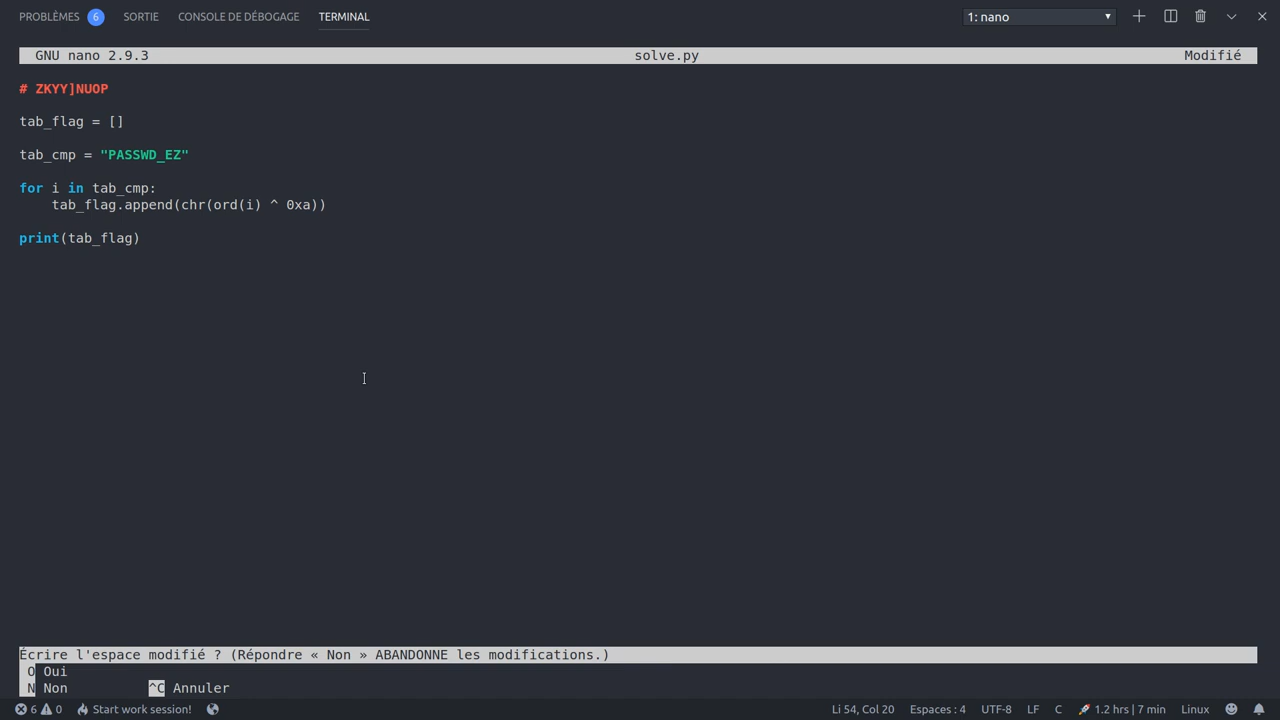 PROBLÈMES 6 SORTIE CONSOLE DE DÉBOGAGE TERMINAL 1: nano
GNU nano 2.9.3 solve.py Modifié
# ZKYY]NUOP
tab_flag = []
tab_cmp = "PASSWD_EZ"
for i in tab_cmp:
    tab_flag.append(chr(ord(i) ^ 0xa))
print(tab_flag)
Écrire l'espace modifié ? (Répondre « Non » ABANDONNE les modifications.)
O Oui
N Non ^C Annuler
6 0 Start work session! Li 54, Col 20 Espaces : 4 UTF-8 LF C 1.2 hrs | 7 min Linux